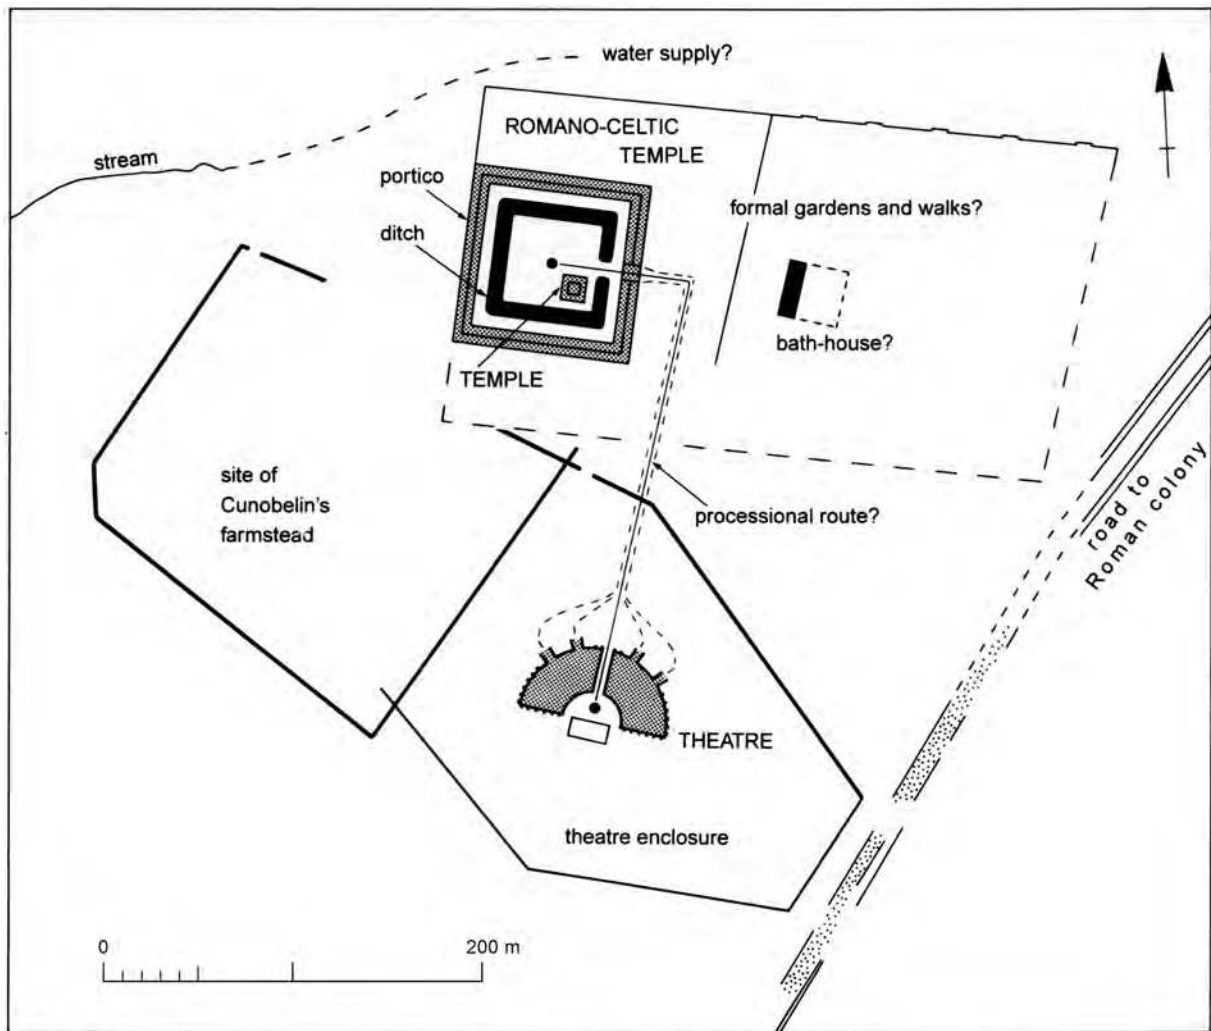 water supply?
ROMANO-CELTIC
TEMPLE
stream
portico
formal gardens and walks?
ditch
bath-house?
TEMPLE
site of
Cunobelin's
farmstead
processional route?
road to
Roman colony
THEATRE
theatre enclosure
0
200 m